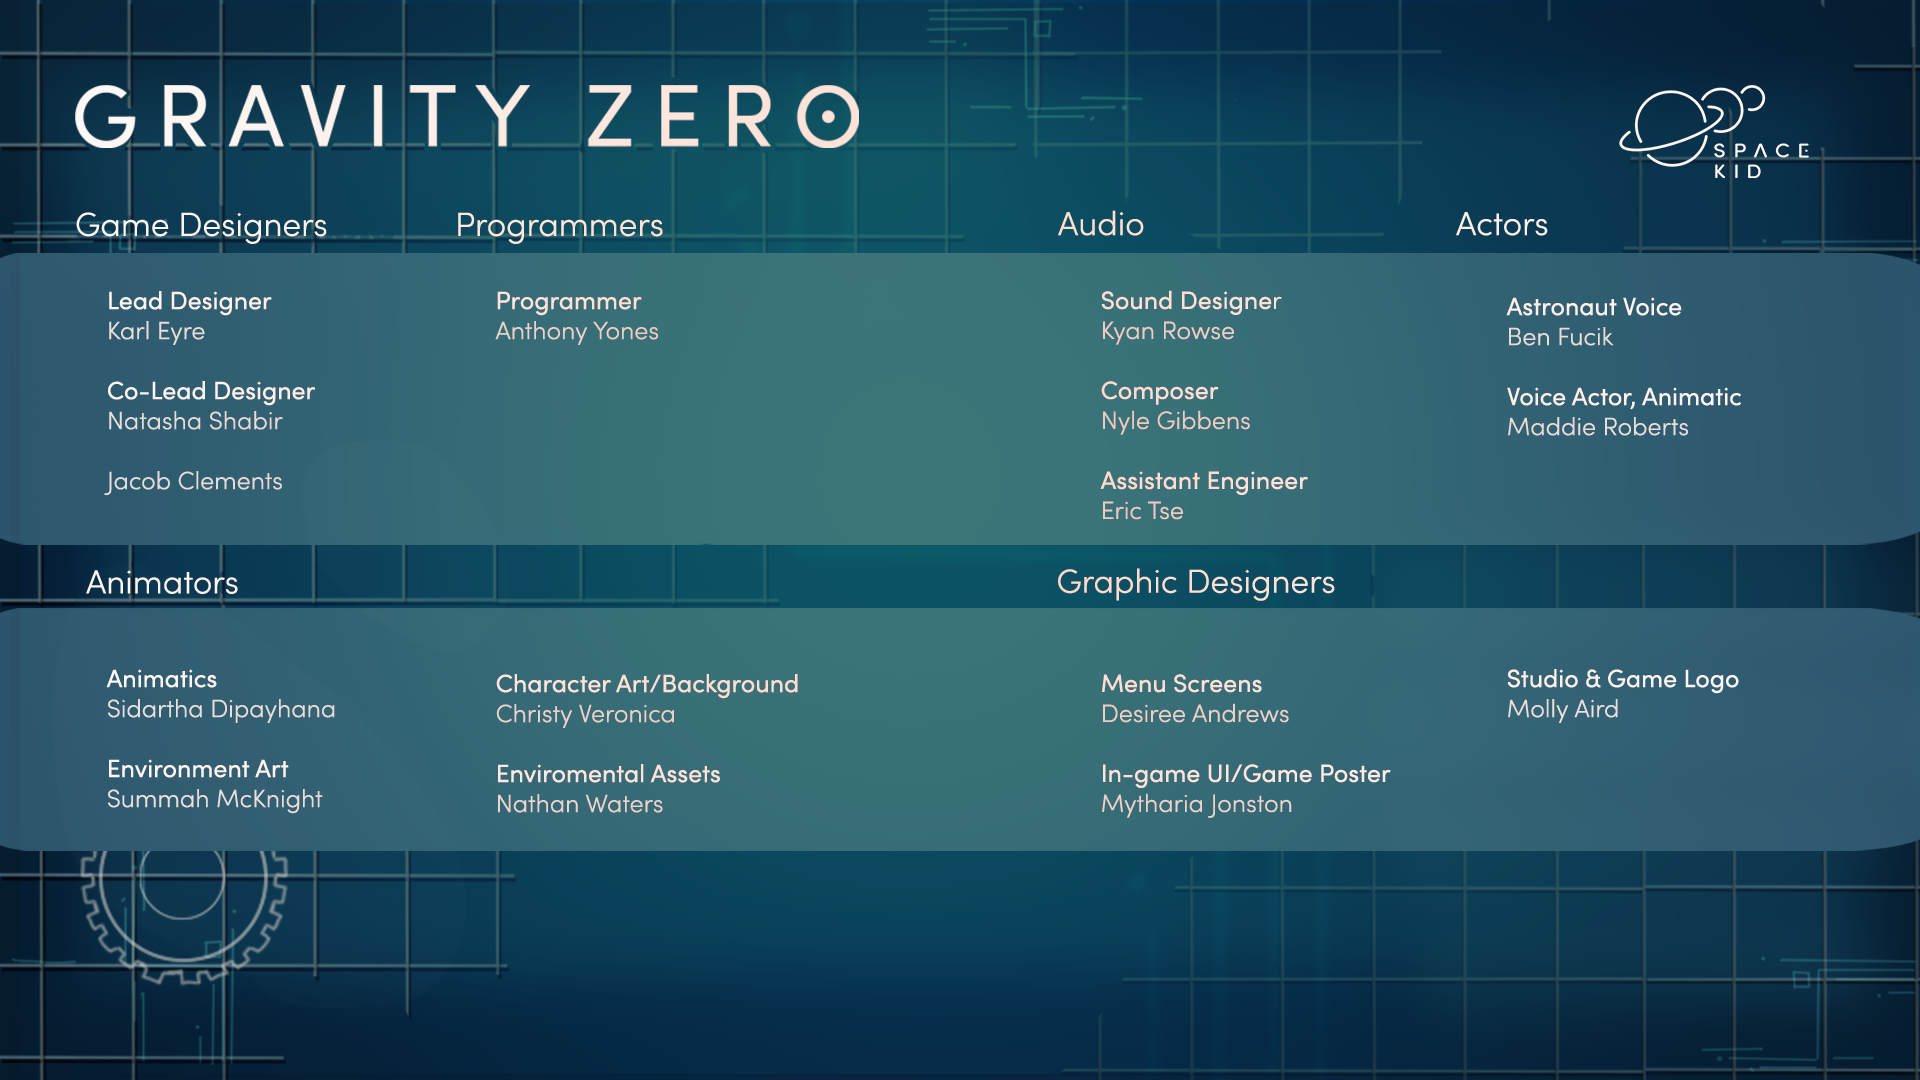 GRAVITY ZERO
SPACE
KID
Game Designers
Lead Designer
Karl Eyre
Co-Lead Designer
Natasha Shabir
Jacob Clements
Programmers
Programmer
Anthony Yones
Audio
Sound Designer
Kyan Rowse
Composer
Nyle Gibbens
Assistant Engineer
Eric Tse
Actors
Astronaut Voice
Ben Fucik
Voice Actor, Animatic
Maddie Roberts
Animators
Animatics
Sidartha Dipayhana
Environment Art
Summah McKnight
Character Art/Background
Christy Veronica
Enviromental Assets
Nathan Waters
Graphic Designers
Menu Screens
Desiree Andrews
In-game UI/Game Poster
Mytharia Jonston
Studio & Game Logo
Molly Aird